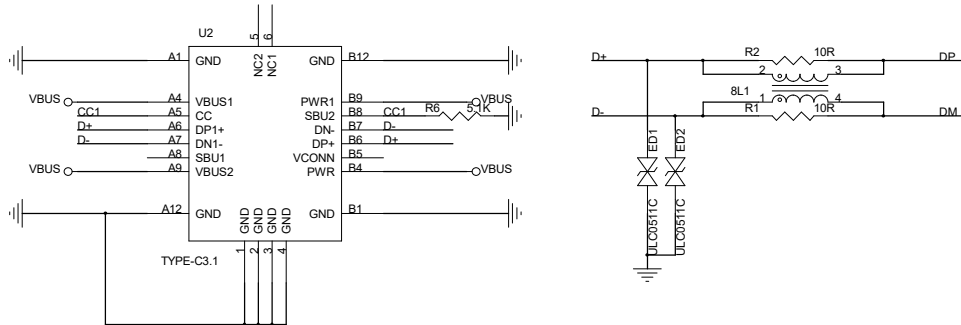 U2
5
6
NC2
NC1
A1 GND
GND B12
VBUS A4 VBUS1
PWR1 B9 VBUS
CC1 A5 CC
SBU2 B8 CC1 R6 5.1K
D+ A6 DP1+
DN- B7 D-
D- A7 DN1-
DP+ B6 D+
A8 SBU1
VCONN B5
VBUS A9 VBUS2
PWR B4 VBUS
A12 GND
GND B1
GND
GND
GND
GND
1
2
3
4
TYPE-C3.1
R2 10R
D+ DP
2 3
8L1 1 4
D- DM
R1 10R
ED1
ED2
ULC0511C
ULC0511C